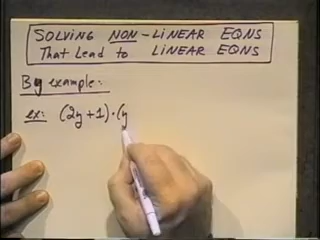 SOLVING NON-LINEAR EQNS
That Lead to LINEAR EQNS
By example:
ex: (2y+1)·(y